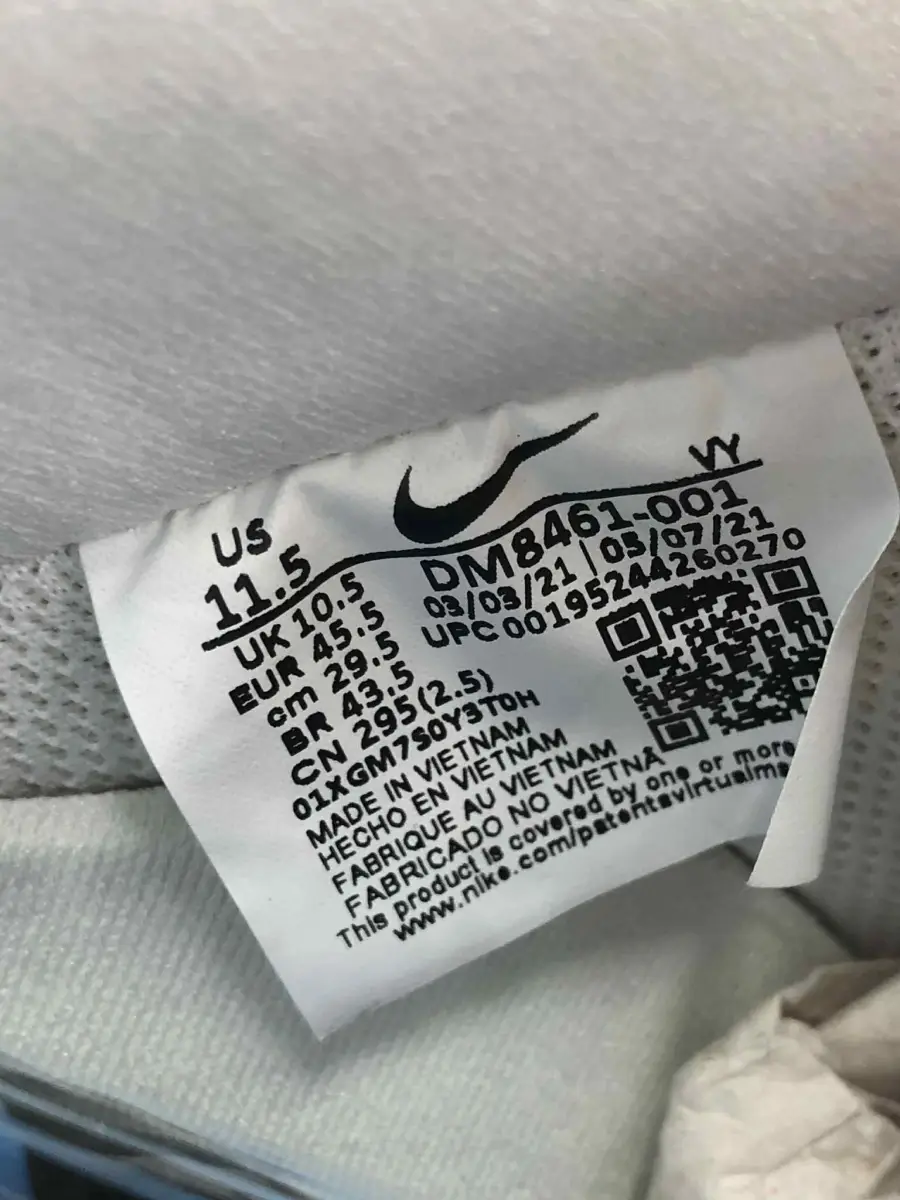 US
11.5
VY
UK 10.5
EUR 45.5
cm 29.5
BR 43.5
CN 295(2.5)
DM8461-001
03/03/21 | 05/07/21
UPC 00195244260270
01XGM7S0Y3T0H
MADE IN VIETNAM
HECHO EN VIETNAM
FABRIQUE AU VIETNAM
FABRICADO NO VIETNÃ
This product is covered by one or more
www.nike.com/patentsvirtualma